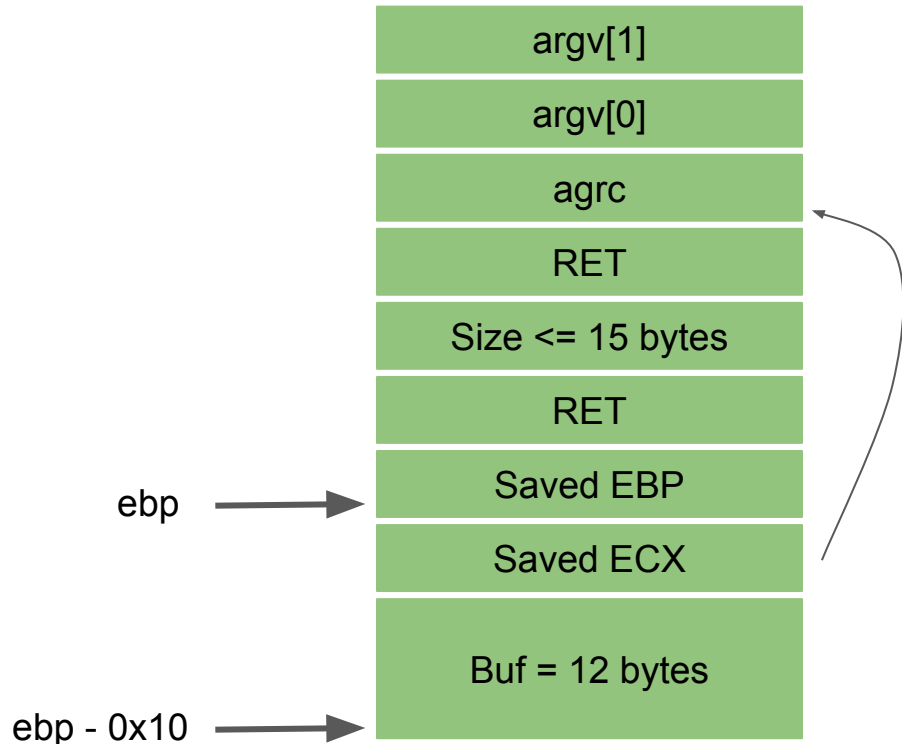 argv[1]
argv[0]
agrc
RET
Size <= 15 bytes
RET
Saved EBP
ebp
Saved ECX
Buf = 12 bytes
ebp - 0x10